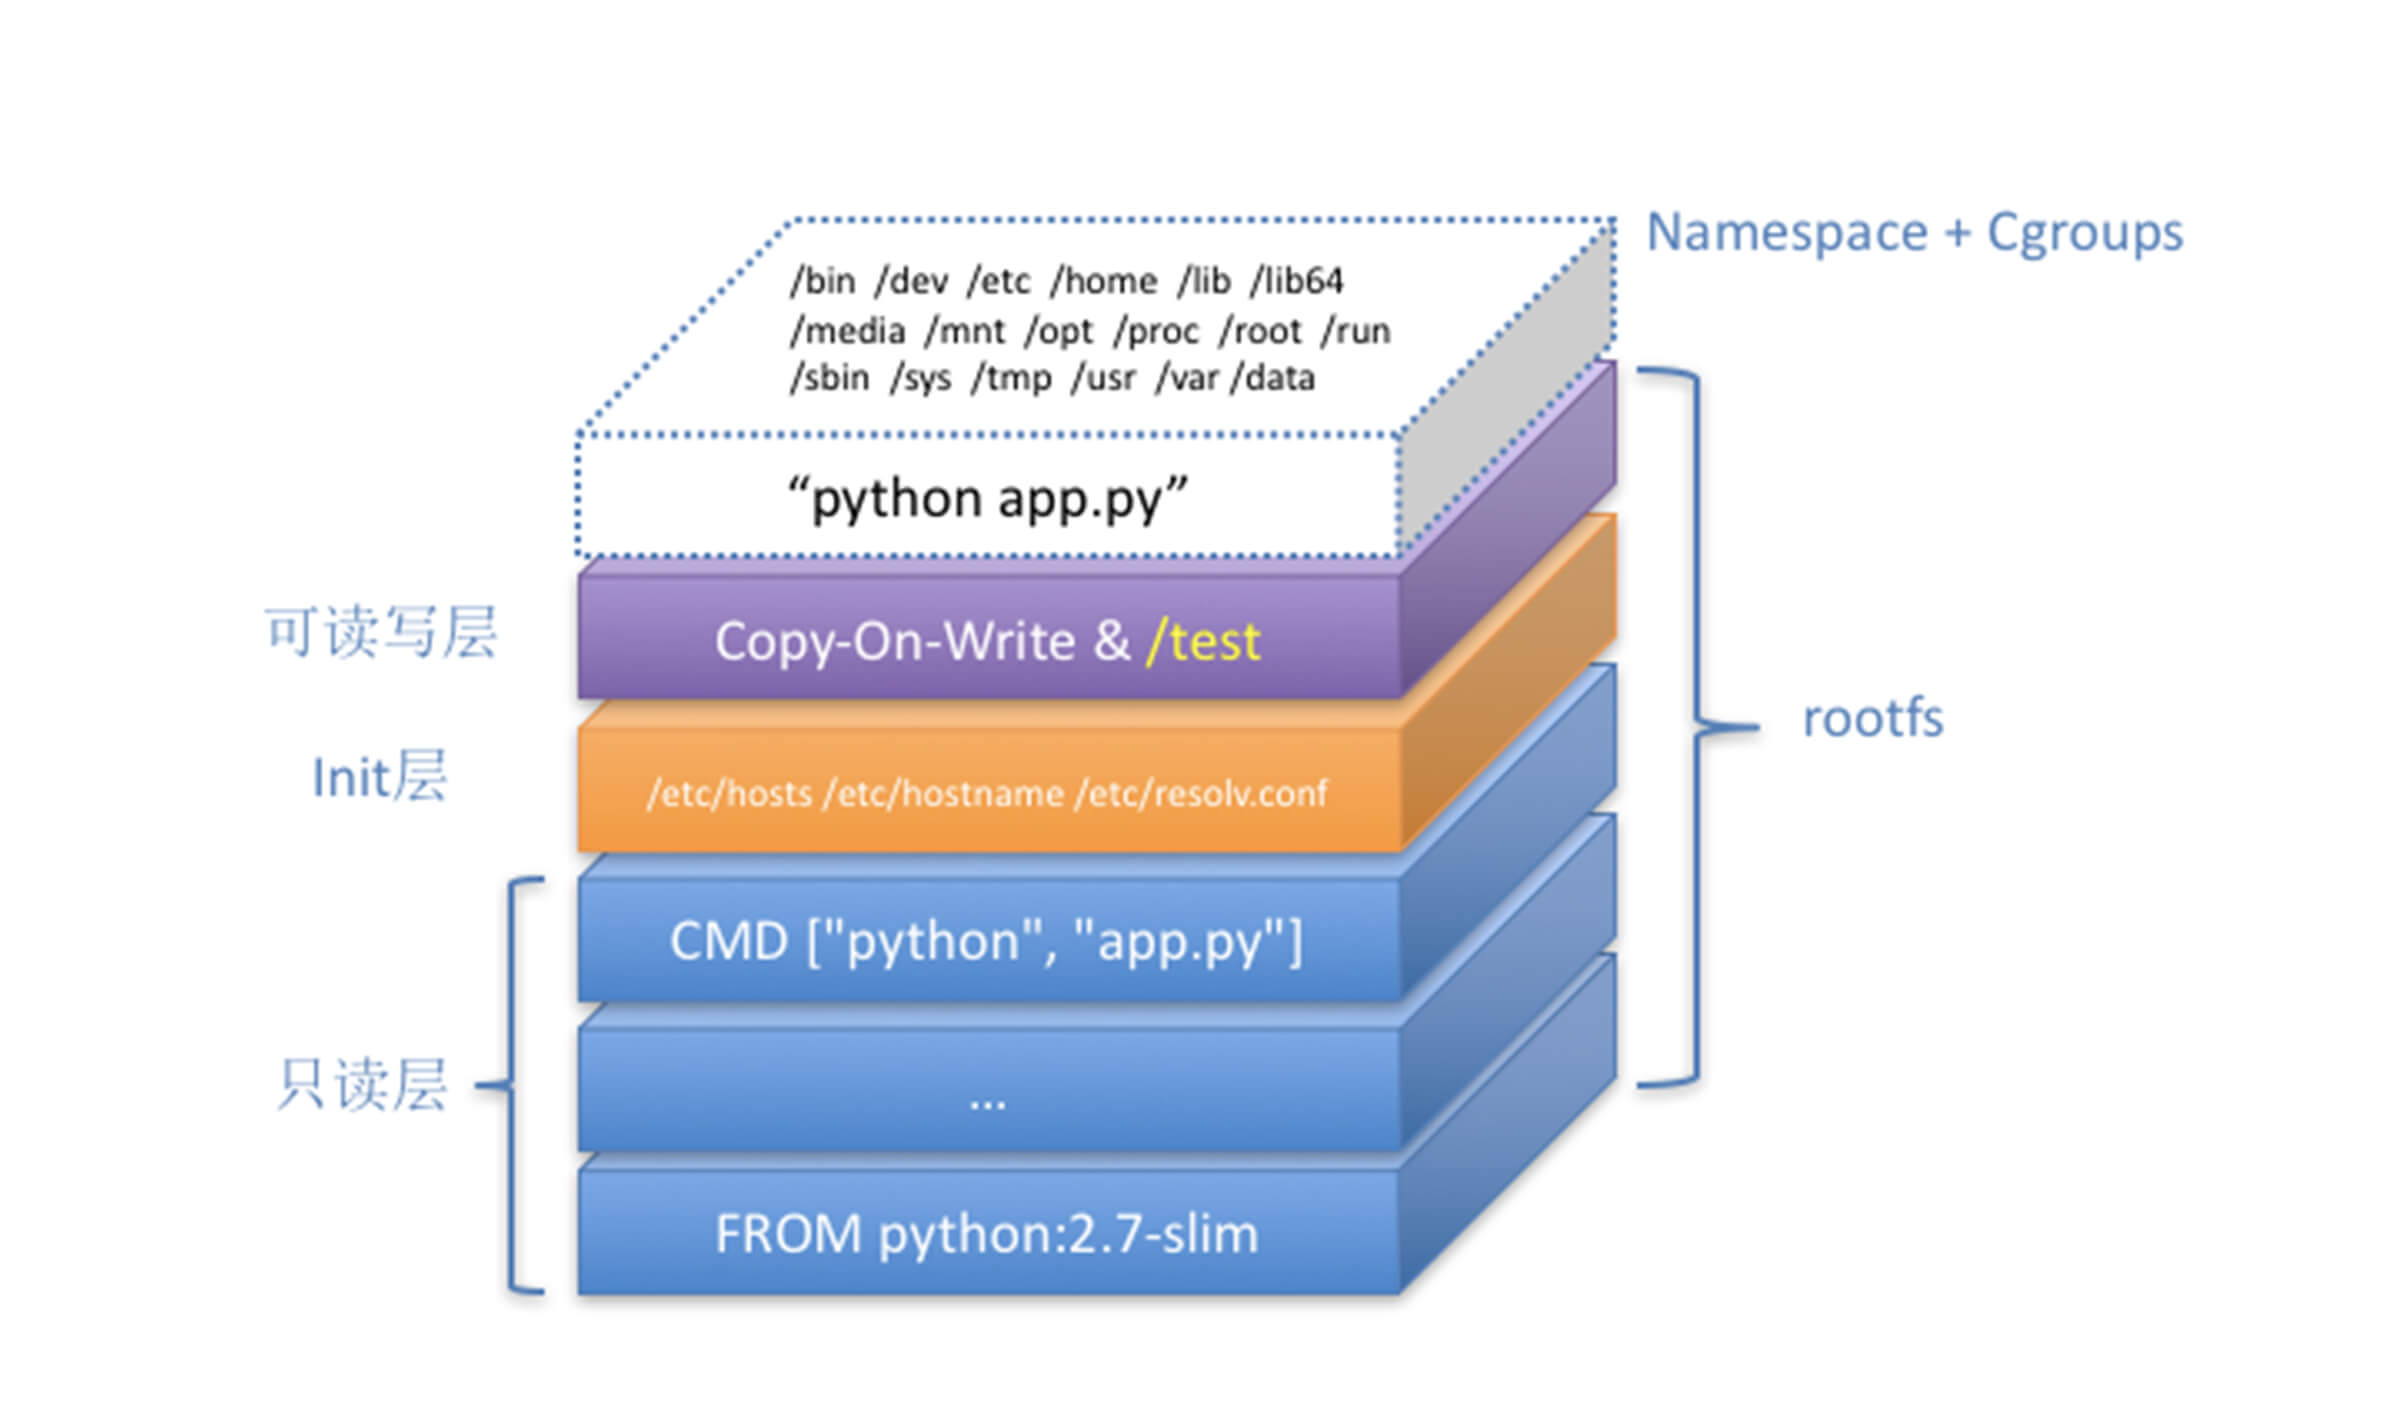 Namespace + Cgroups
/bin /dev /etc /home /lib /lib64
/media /mnt /opt /proc /root /run
/sbin /sys /tmp /usr /var /data
“python app.py”
可读写层
Copy-On-Write & /test
Init层
/etc/hosts /etc/hostname /etc/resolv.conf
rootfs
CMD ["python", "app.py"]
只读层
...
FROM python:2.7-slim